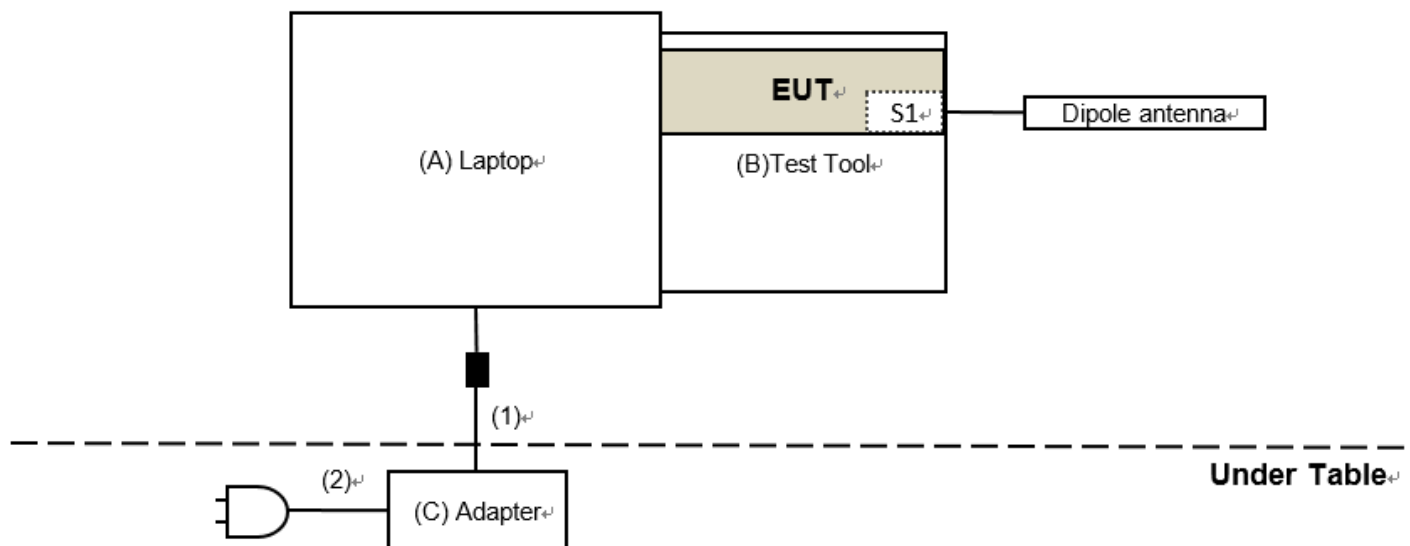 EUT
S1
Dipole antenna
(A) Laptop
(B)Test Tool
(1)
Under Table
(2)
(C) Adapter